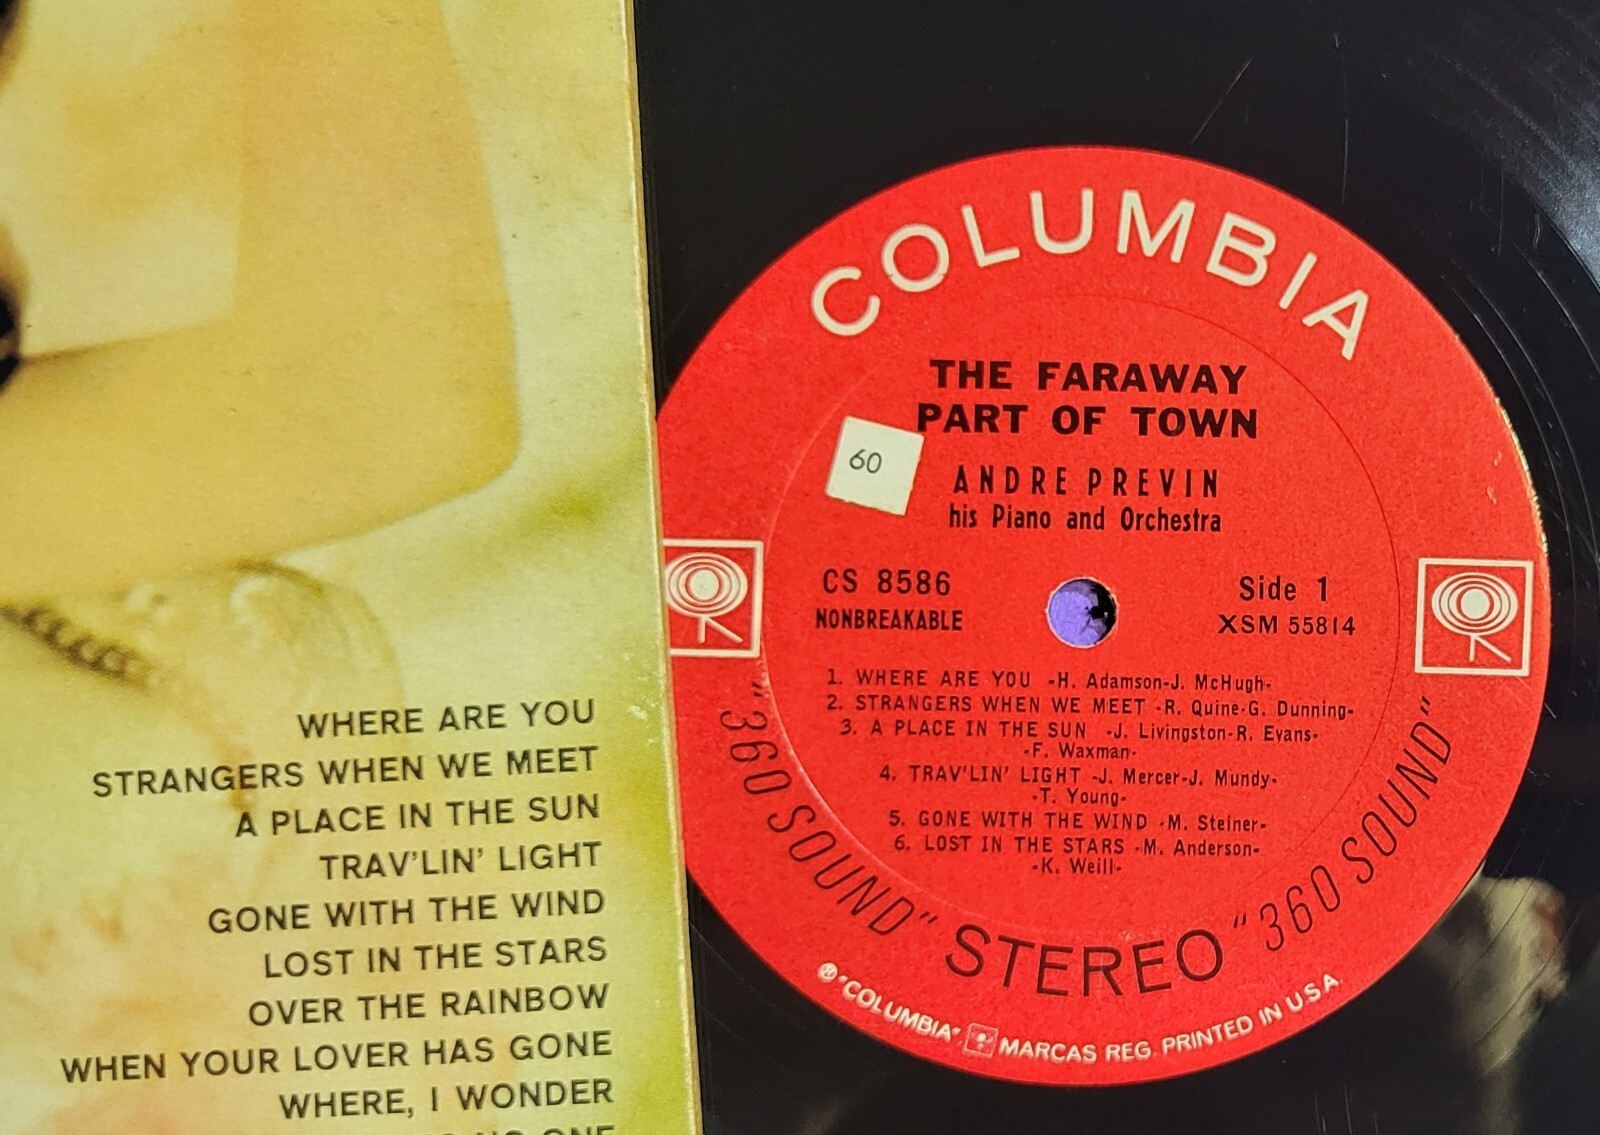 WHERE ARE YOU
STRANGERS WHEN WE MEET
A PLACE IN THE SUN
TRAV'LIN' LIGHT
GONE WITH THE WIND
LOST IN THE STARS
OVER THE RAINBOW
WHEN YOUR LOVER HAS GONE
WHERE, I WONDER
NO ONE
COLUMBIA
THE FARAWAY
PART OF TOWN
60
ANDRE PREVIN
his Piano and Orchestra
CS 8586
NONBREAKABLE
Side 1
XSM 55814
1. WHERE ARE YOU -H. Adamson-J. McHugh-
2. STRANGERS WHEN WE MEET -R. Quine-G. Dunning-
3. A PLACE IN THE SUN -J. Livingston-R. Evans-
-F. Waxman-
4. TRAV'LIN' LIGHT -J. Mercer-J. Mundy-
-T. Young-
5. GONE WITH THE WIND -M. Steiner-
6. LOST IN THE STARS -M. Anderson-
-K. Weill-
"360 SOUND" STEREO "360 SOUND"
® "COLUMBIA", MARCAS REG. PRINTED IN U.S.A.